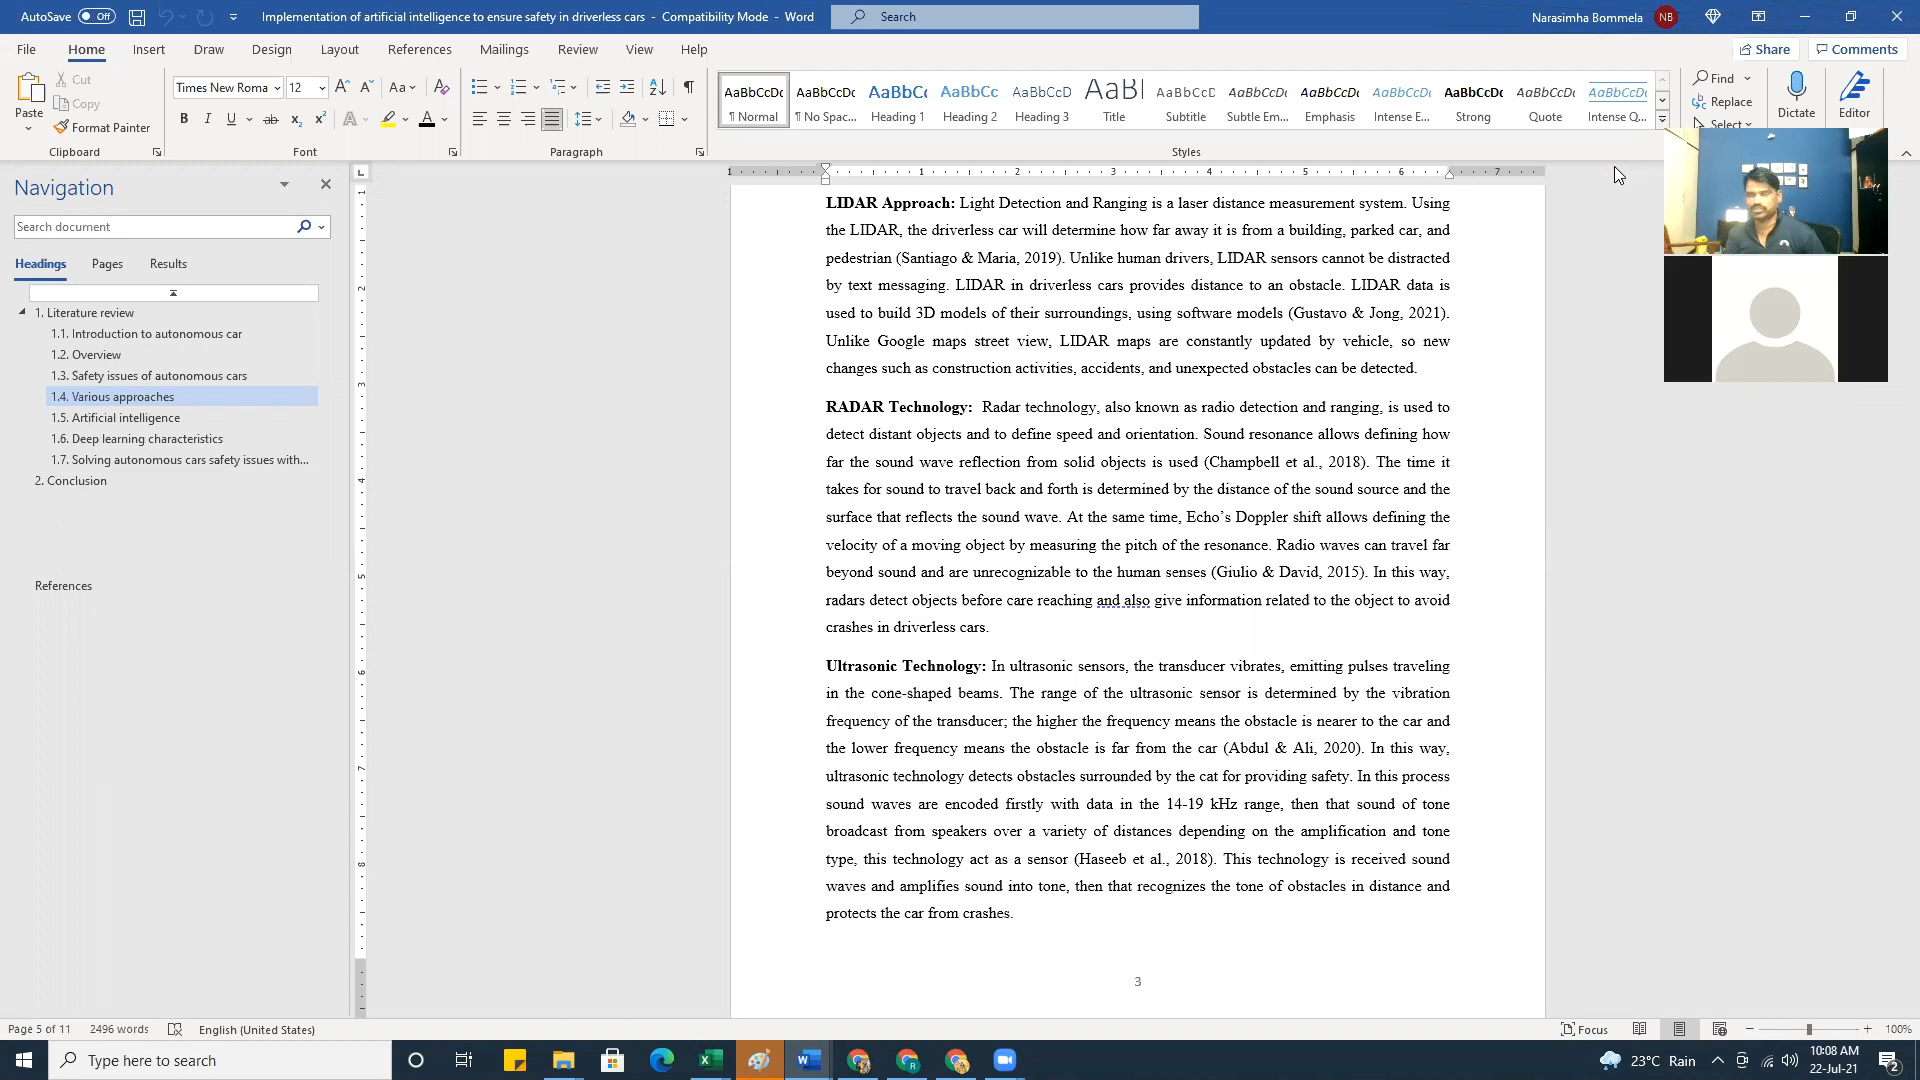 AutoSave Off Implementation of artificial intelligence to ensure safety in driverless cars - Compatibility Mode - Word Search Narasimha Bommela NB
File Home Insert Draw Design Layout References Mailings Review View Help Share Comments
Paste Cut Copy Format Painter
Times New Roma 12 Aa
AaBbCcDc AaBbCcDc AaBbCc AaBbCc AaBbCcD AaBl AaBbCcD AaBbCcDc AaBbCcDc AaBbCcDc AaBbCcDc AaBbCcDc AaBbCcDc
¶ Normal ¶ No Spac... Heading 1 Heading 2 Heading 3 Title Subtitle Subtle Em... Emphasis Intense E... Strong Quote Intense Q...
Find Replace Select Dictate Editor
Clipboard Font Paragraph Styles
Navigation
Search document
Headings Pages Results
1. Literature review
1.1. Introduction to autonomous car
1.2. Overview
1.3. Safety issues of autonomous cars
1.4. Various approaches
1.5. Artificial intelligence
1.6. Deep learning characteristics
1.7. Solving autonomous cars safety issues with...
2. Conclusion
References
LIDAR Approach: Light Detection and Ranging is a laser distance measurement system. Using
the LIDAR, the driverless car will determine how far away it is from a building, parked car, and
pedestrian (Santiago & Maria, 2019). Unlike human drivers, LIDAR sensors cannot be distracted
by text messaging. LIDAR in driverless cars provides distance to an obstacle. LIDAR data is
used to build 3D models of their surroundings, using software models (Gustavo & Jong, 2021).
Unlike Google maps street view, LIDAR maps are constantly updated by vehicle, so new
changes such as construction activities, accidents, and unexpected obstacles can be detected.
RADAR Technology: Radar technology, also known as radio detection and ranging, is used to
detect distant objects and to define speed and orientation. Sound resonance allows defining how
far the sound wave reflection from solid objects is used (Champbell et al., 2018). The time it
takes for sound to travel back and forth is determined by the distance of the sound source and the
surface that reflects the sound wave. At the same time, Echo's Doppler shift allows defining the
velocity of a moving object by measuring the pitch of the resonance. Radio waves can travel far
beyond sound and are unrecognizable to the human senses (Giulio & David, 2015). In this way,
radars detect objects before care reaching and also give information related to the object to avoid
crashes in driverless cars.
Ultrasonic Technology: In ultrasonic sensors, the transducer vibrates, emitting pulses traveling
in the cone-shaped beams. The range of the ultrasonic sensor is determined by the vibration
frequency of the transducer; the higher the frequency means the obstacle is nearer to the car and
the lower frequency means the obstacle is far from the car (Abdul & Ali, 2020). In this way,
ultrasonic technology detects obstacles surrounded by the cat for providing safety. In this process
sound waves are encoded firstly with data in the 14-19 kHz range, then that sound of tone
broadcast from speakers over a variety of distances depending on the amplification and tone
type, this technology act as a sensor (Haseeb et al., 2018). This technology is received sound
waves and amplifies sound into tone, then that recognizes the tone of obstacles in distance and
protects the car from crashes.
3
Page 5 of 11 2496 words English (United States) Focus 100%
Type here to search 23°C Rain 10:08 AM
22-Jul-21 2